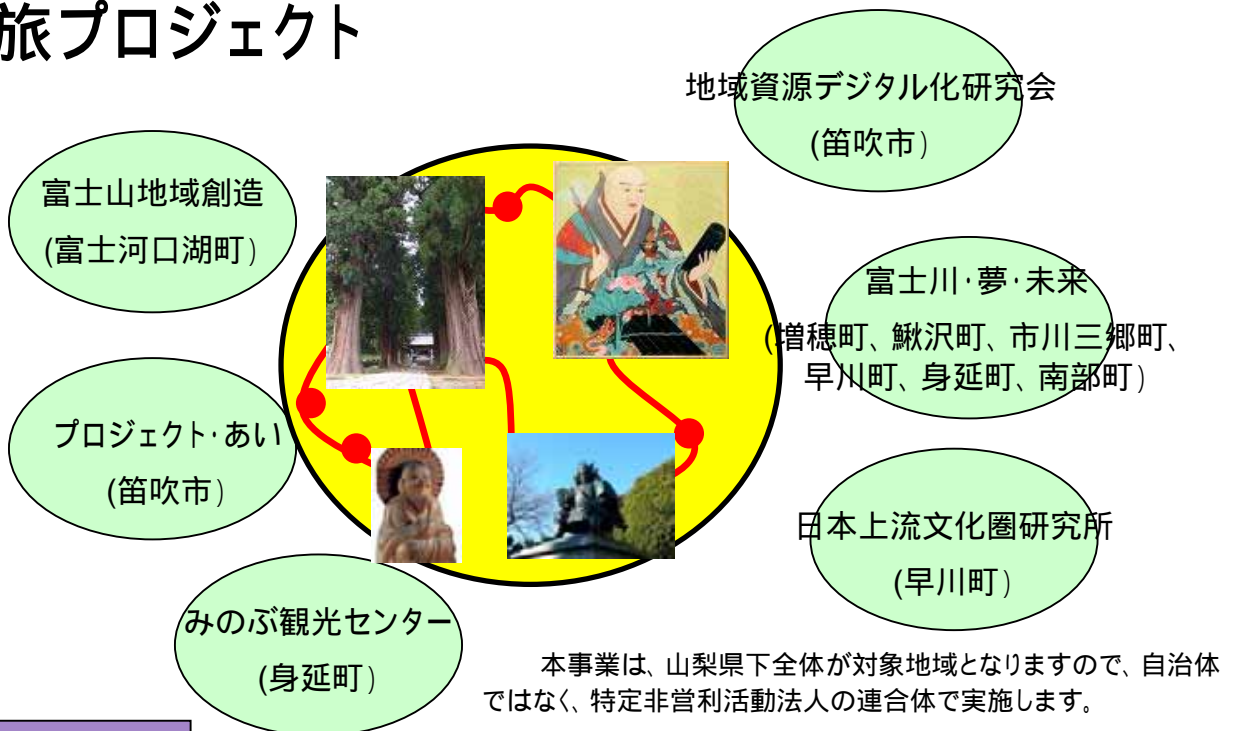 旅プロジェクト
地域資源デジタル化研究会
(笛吹市)
富士山地域創造
(富士河口湖町)
富士川・夢・未来
(増穂町、鰍沢町、市川三郷町、
早川町、身延町、南部町)
プロジェクト・あい
(笛吹市)
日本上流文化圏研究所
(早川町)
みのぶ観光センター
(身延町)
本事業は、山梨県下全体が対象地域となりますので、自治体
ではなく、特定非営利活動法人の連合体で実施します。